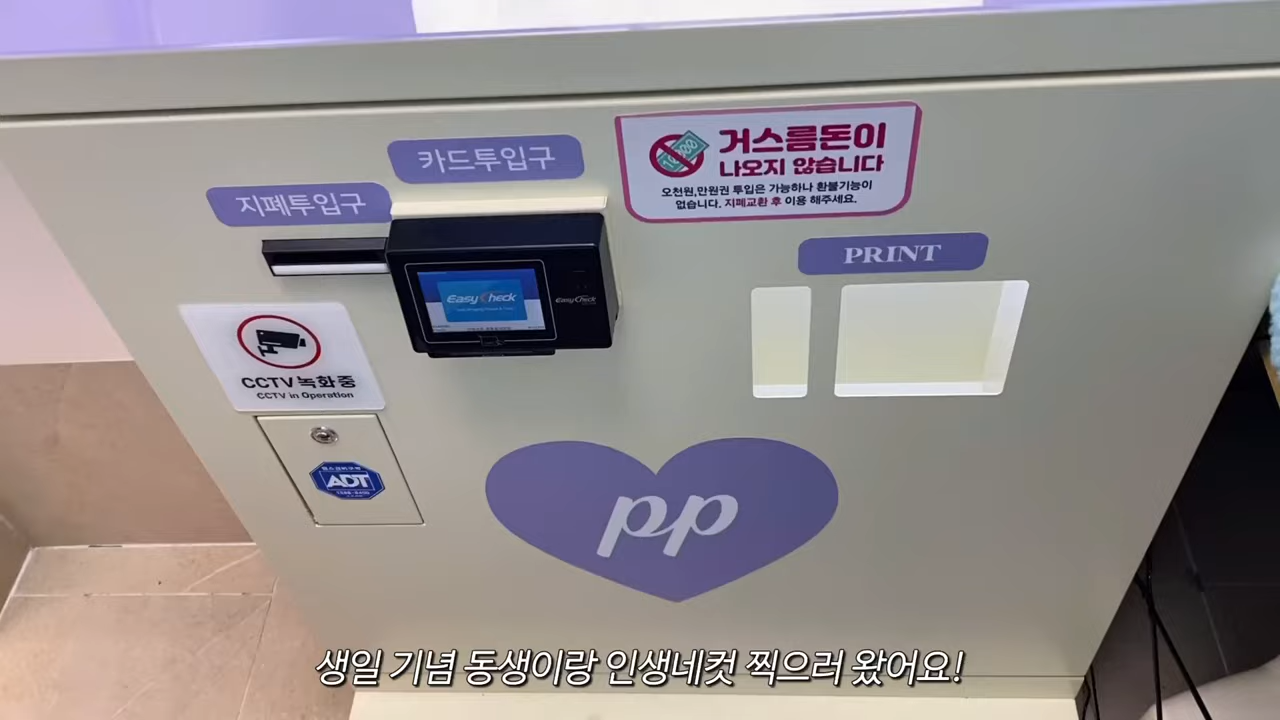 카드투입구
지폐투입구
거스름돈이
나오지 않습니다
오천원,만원권 투입은 가능하나 환불기능이
없습니다. 지폐교환 후 이용 해주세요.
PRINT
EasyCheck
EasyCheck
CCTV 녹화중
CCTV in Operation
ADT
pp
생일 기념 동생이랑 인생네컷 찍으러 왔어요!